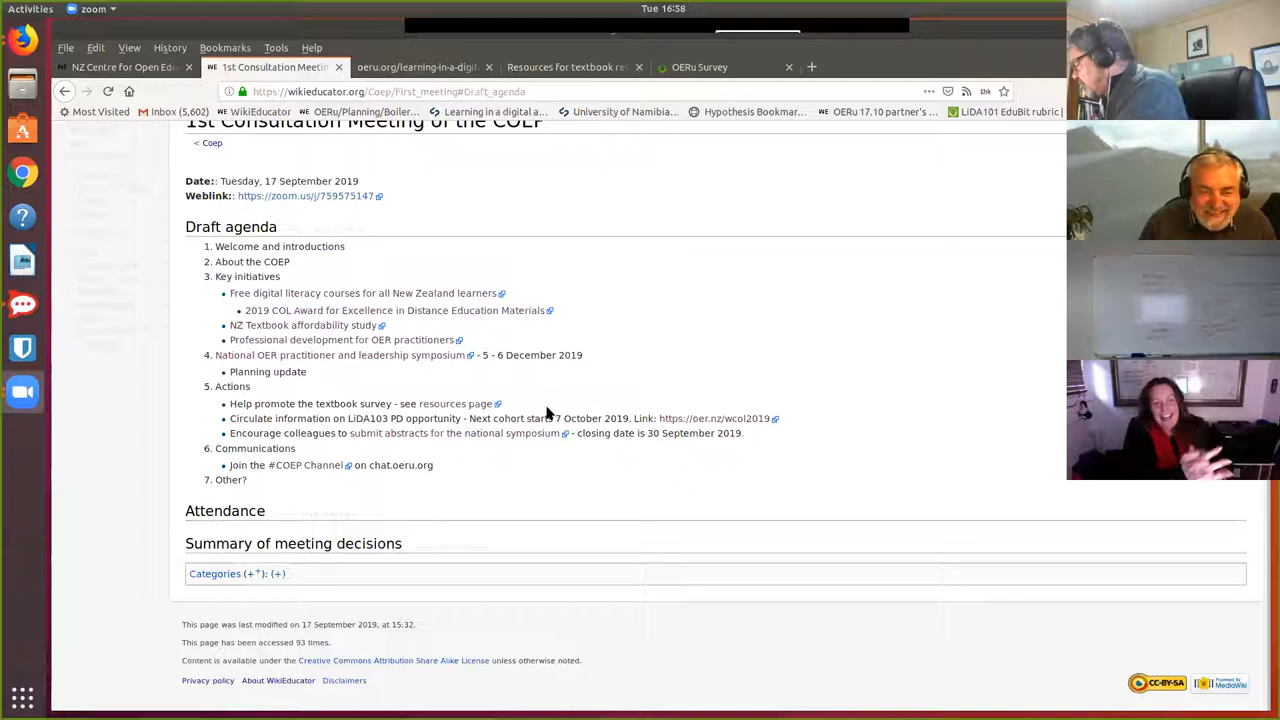 Activities zoom Tue 16:58
File Edit View History Bookmarks Tools Help
NZ Centre for Open Edu 1st Consultation Meetin oeru.org/learning-in-a-digi Resources for textbook res OERu Survey
https://wikieducator.org/Coep/First_meeting#Draft_agenda
Most Visited Inbox (5,602) WikiEducator OERu/Planning/Boiler... Learning in a digital a... University of Namibia... Hypothesis Bookmar... OERu 17.10 partner's ... LiDA101 EduBit rubric
1st Consultation Meeting of the COEP
< Coep
Date:: Tuesday, 17 September 2019
Weblink:: https://zoom.us/j/759575147
Draft agenda
1. Welcome and introductions
2. About the COEP
3. Key initiatives
Free digital literacy courses for all New Zealand learners
2019 COL Award for Excellence in Distance Education Materials
NZ Textbook affordability study
Professional development for OER practitioners
4. National OER practitioner and leadership symposium - 5 - 6 December 2019
Planning update
5. Actions
Help promote the textbook survey - see resources page
Circulate information on LiDA103 PD opportunity - Next cohort starts 7 October 2019. Link: https://oer.nz/wcol2019
Encourage colleagues to submit abstracts for the national symposium - closing date is 30 September 2019.
6. Communications
Join the #COEP Channel on chat.oeru.org
7. Other?
Attendance
Summary of meeting decisions
Categories (++): (+)
This page was last modified on 17 September 2019, at 15:32.
This page has been accessed 93 times.
Content is available under the Creative Commons Attribution Share Alike License unless otherwise noted.
Privacy policy About WikiEducator Disclaimers
CC-BY-SA Powered By MediaWiki